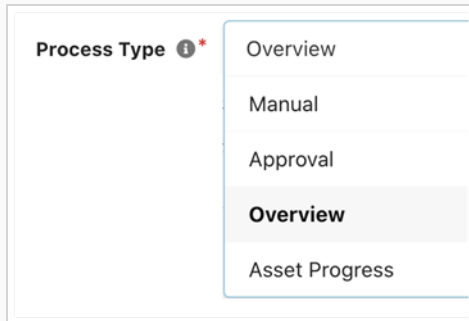 Process Type * Overview
Manual
Approval
Overview
Asset Progress